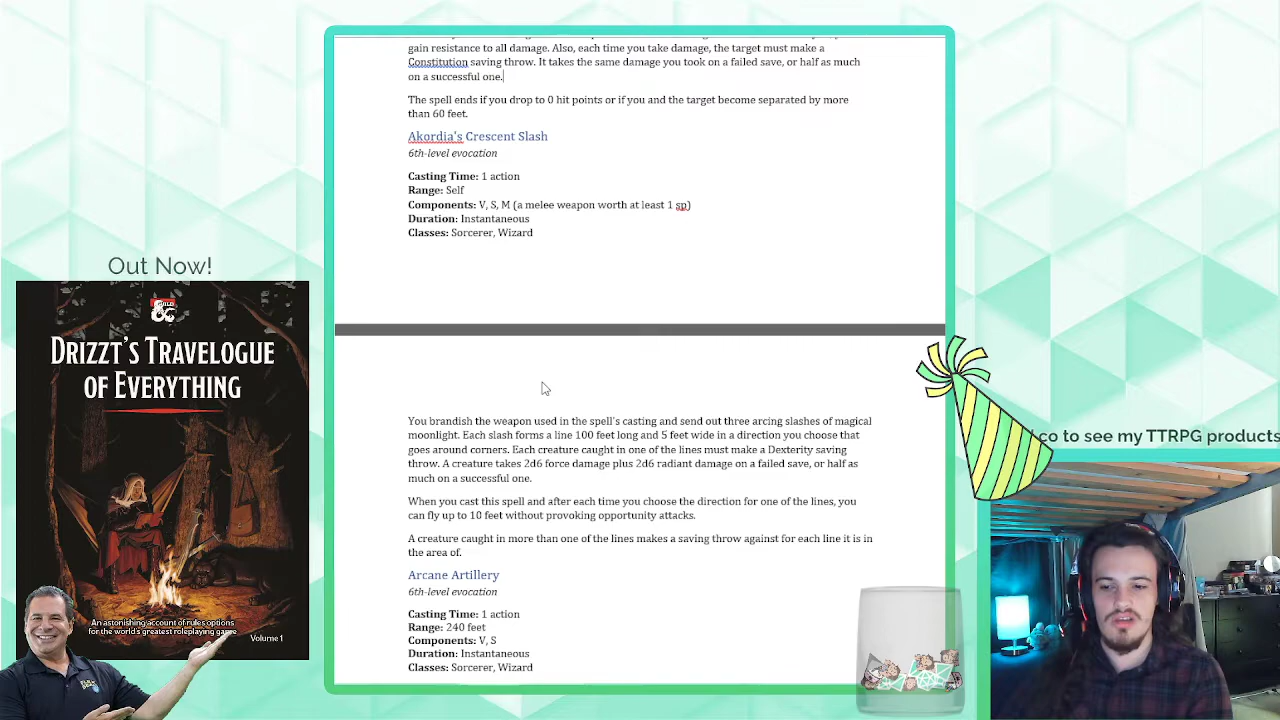 gain resistance to all damage. Also, each time you take damage, the target must make a
Constitution saving throw. It takes the same damage you took on a failed save, or half as much
on a successful one.
The spell ends if you drop to 0 hit points or if you and the target become separated by more
than 60 feet.
Akordia's Crescent Slash
6th-level evocation
Casting Time: 1 action
Range: Self
Components: V, S, M (a melee weapon worth at least 1 sp)
Duration: Instantaneous
Classes: Sorcerer, Wizard
You brandish the weapon used in the spell's casting and send out three arcing slashes of magical
moonlight. Each slash forms a line 100 feet long and 5 feet wide in a direction you choose that
goes around corners. Each creature caught in one of the lines must make a Dexterity saving
throw. A creature takes 2d6 force damage plus 2d6 radiant damage on a failed save, or half as
much on a successful one.
When you cast this spell and after each time you choose the direction for one of the lines, you
can fly up to 10 feet without provoking opportunity attacks.
A creature caught in more than one of the lines makes a saving throw against for each line it is in
the area of.
Arcane Artillery
6th-level evocation
Casting Time: 1 action
Range: 240 feet
Components: V, S
Duration: Instantaneous
Classes: Sorcerer, Wizard
Out Now!
DRIZZT'S TRAVELOGUE
OF EVERYTHING
An astonishing account of rules options
for the world's greatest roleplaying game
Volume 1
co to see my TTRPG products